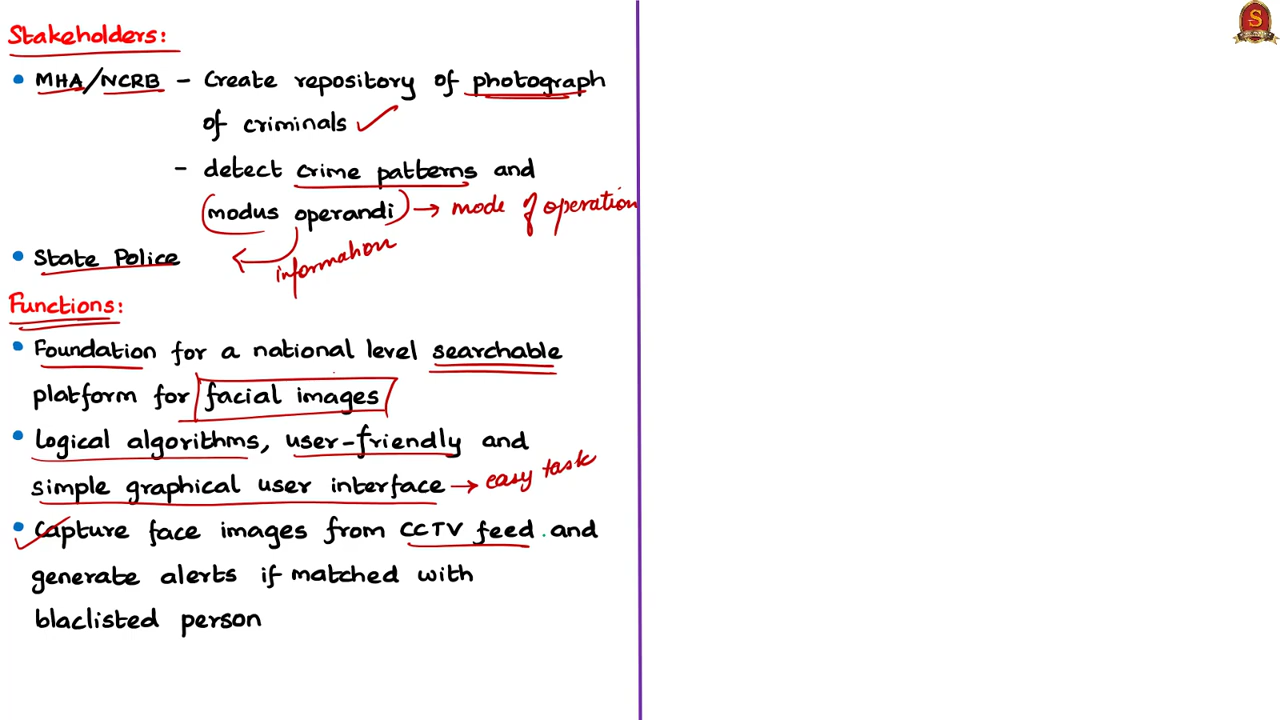 Stakeholders:
• MHA/NCRB - Create repository of photograph
of criminals
- detect crime patterns and
(modus operandi) → mode of operation
information
• State Police
Functions:
• Foundation for a national level searchable
platform for facial images
• Logical algorithms, user-friendly and
simple graphical user interface → easy task
• Capture face images from CCTV feed and
generate alerts if matched with
blaclisted person
S